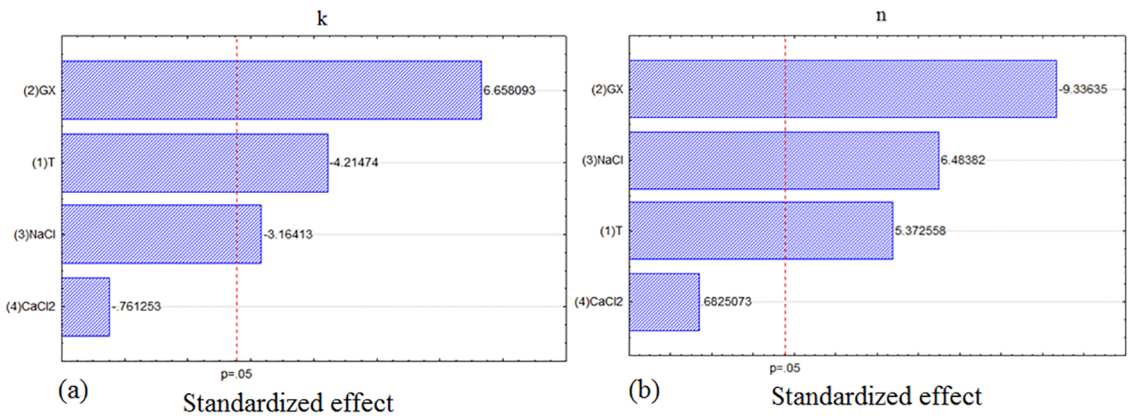 k
(2)GX
6.658093
(1)T
-4.21474
(3)NaCl
-3.16413
(4)CaCl2
-.761253
p=.05
(a)
Standardized effect
n
(2)GX
-9.33635
(3)NaCl
6.48382
(1)T
5.372558
(4)CaCl2
.6825073
p=.05
(b)
Standardized effect